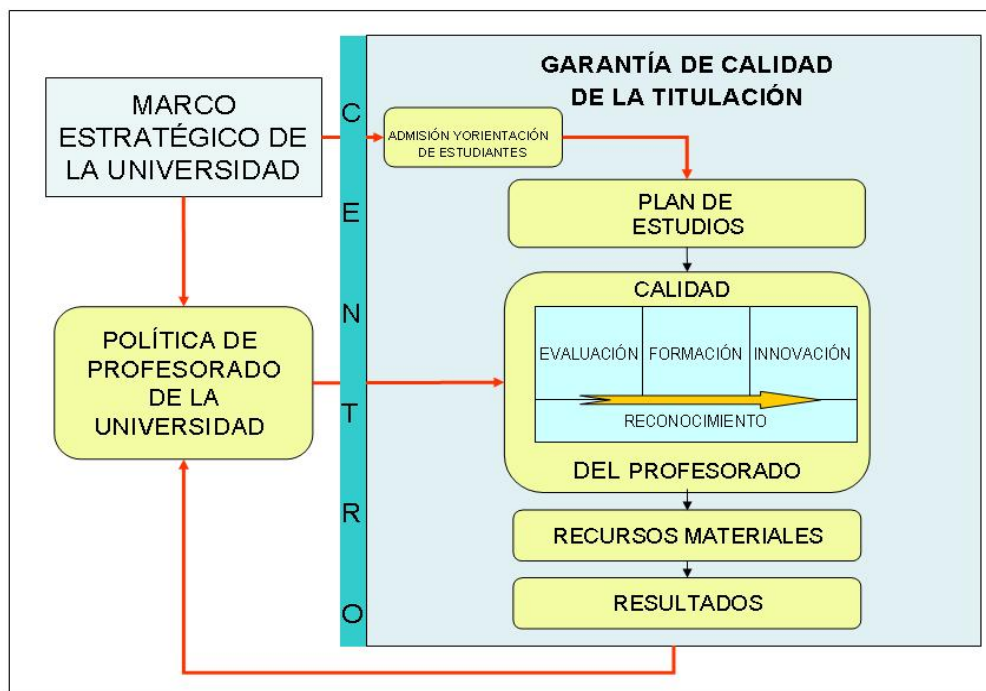 MARCO
ESTRATÉGICO DE
LA UNIVERSIDAD
POLÍTICA DE
PROFESORADO
DE LA
UNIVERSIDAD
C
E
N
T
R
O
GARANTÍA DE CALIDAD
DE LA TITULACIÓN
ADMISIÓN YORIENTACIÓN
DE ESTUDIANTES
PLAN DE
ESTUDIOS
CALIDAD
EVALUACIÓN FORMACIÓN INNOVACIÓN
RECONOCIMIENTO
DEL PROFESORADO
RECURSOS MATERIALES
RESULTADOS